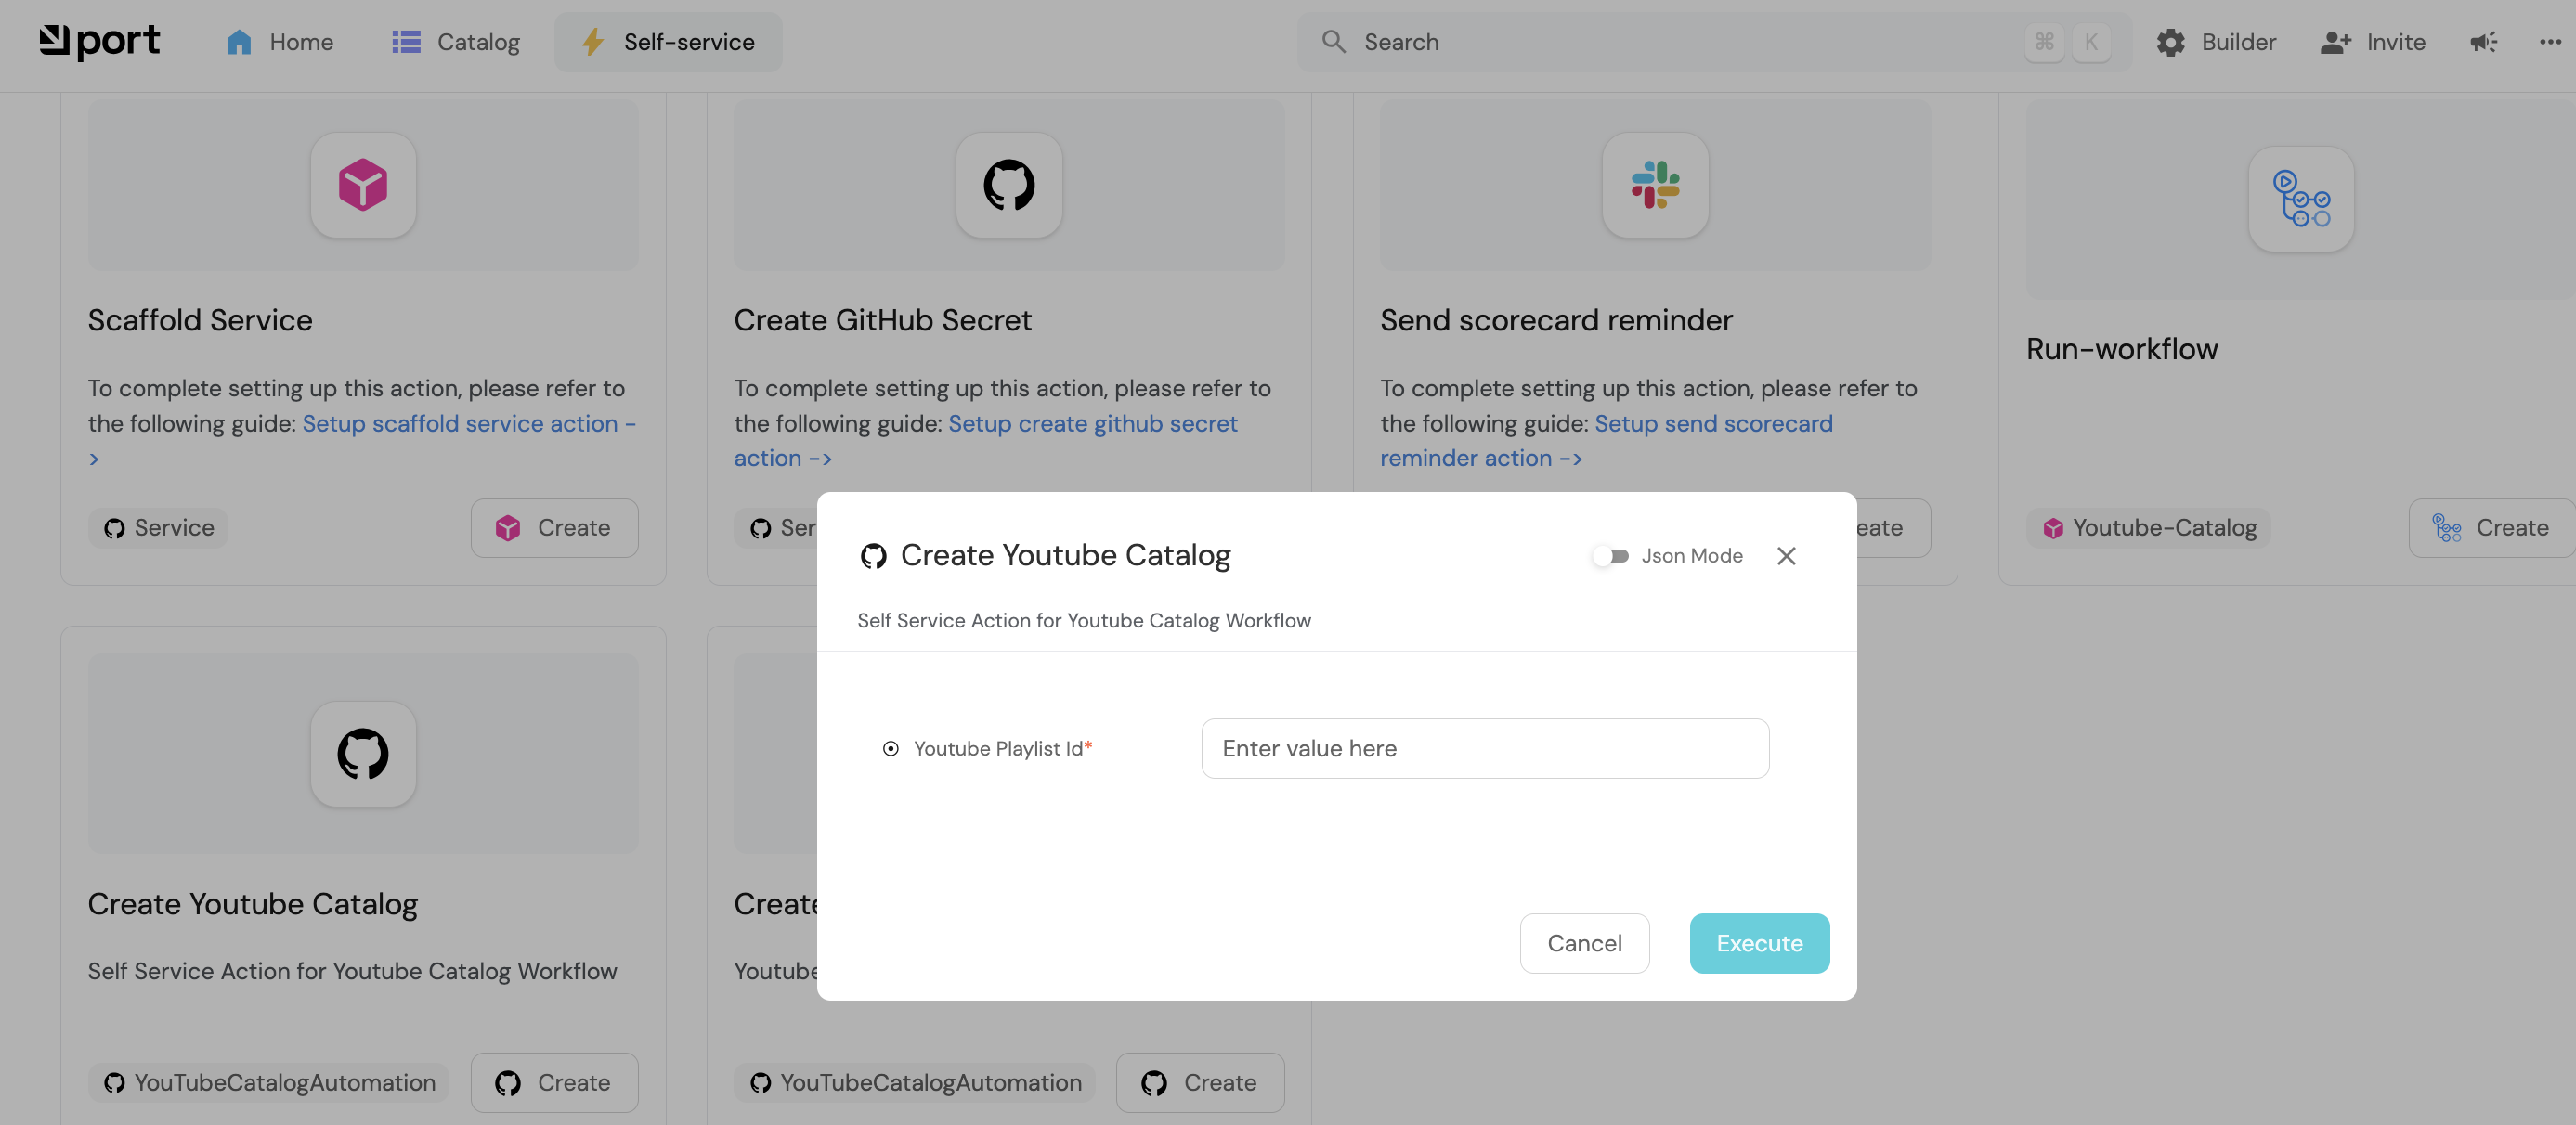 port
Home
Catalog
Self-service
Search
⌘ K
Builder
Invite
Scaffold Service
To complete setting up this action, please refer to
the following guide: Setup scaffold service action -
>
Service
Create
Create GitHub Secret
To complete setting up this action, please refer to
the following guide: Setup create github secret
action ->
Ser
Send scorecard reminder
To complete setting up this action, please refer to
the following guide: Setup send scorecard
reminder action ->
eate
Run-workflow
Youtube-Catalog
Create
Create Youtube Catalog
Json Mode
Self Service Action for Youtube Catalog Workflow
Youtube Playlist Id*
Enter value here
Cancel
Execute
Create Youtube Catalog
Self Service Action for Youtube Catalog Workflow
YouTubeCatalogAutomation
Create
Create
Youtube
YouTubeCatalogAutomation
Create